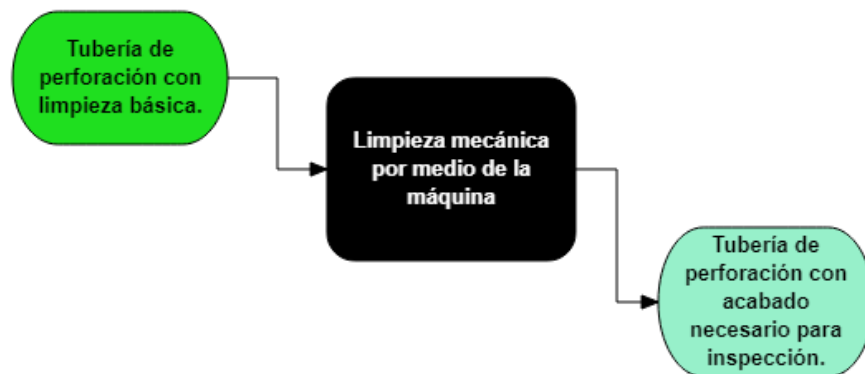 Tubería de
perforación con
limpieza básica.
Limpieza mecánica
por medio de la
máquina
Tubería de
perforación con
acabado
necesario para
inspección.